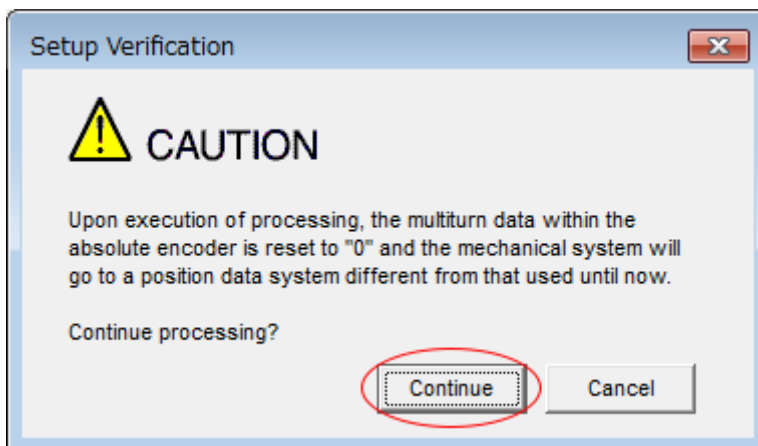 Setup Verification
CAUTION
Upon execution of processing, the multiturn data within the
absolute encoder is reset to "0" and the mechanical system will
go to a position data system different from that used until now.
Continue processing?
Continue Cancel